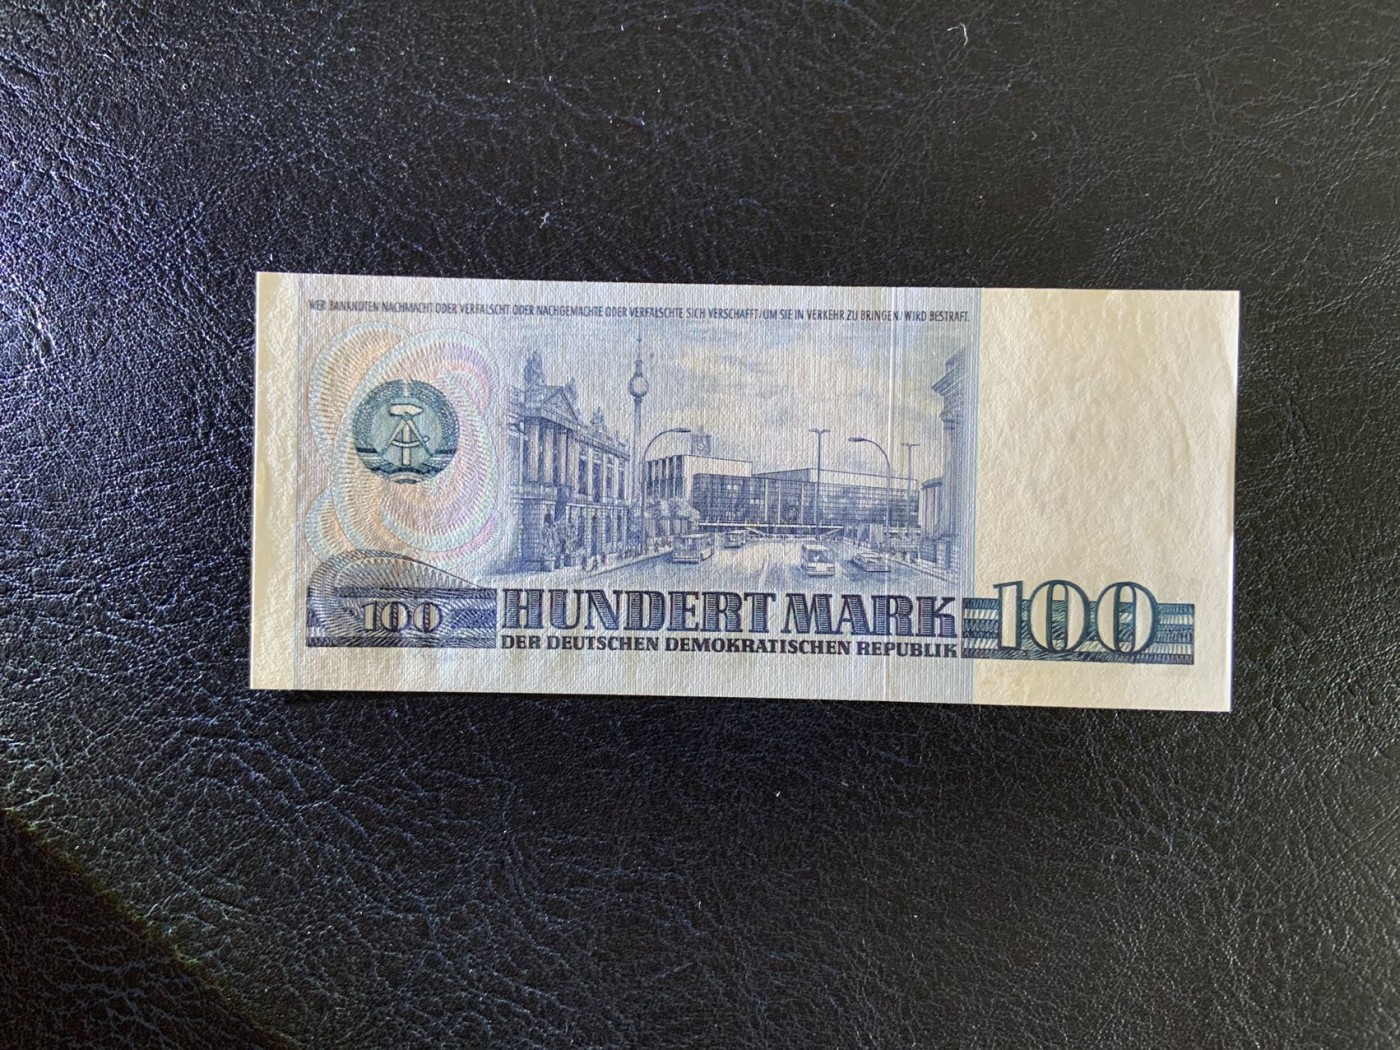 WER BANKNOTEN NACHMACHT ODER VERFÄLSCHT ODER NACHGEMACHTE ODER VERFÄLSCHTE SICH VERSCHAFFT/UM SIE IN VERKEHR ZU BRINGEN/WIRD BESTRAFT.
100 HUNDERT MARK 100
DER DEUTSCHEN DEMOKRATISCHEN REPUBLIK